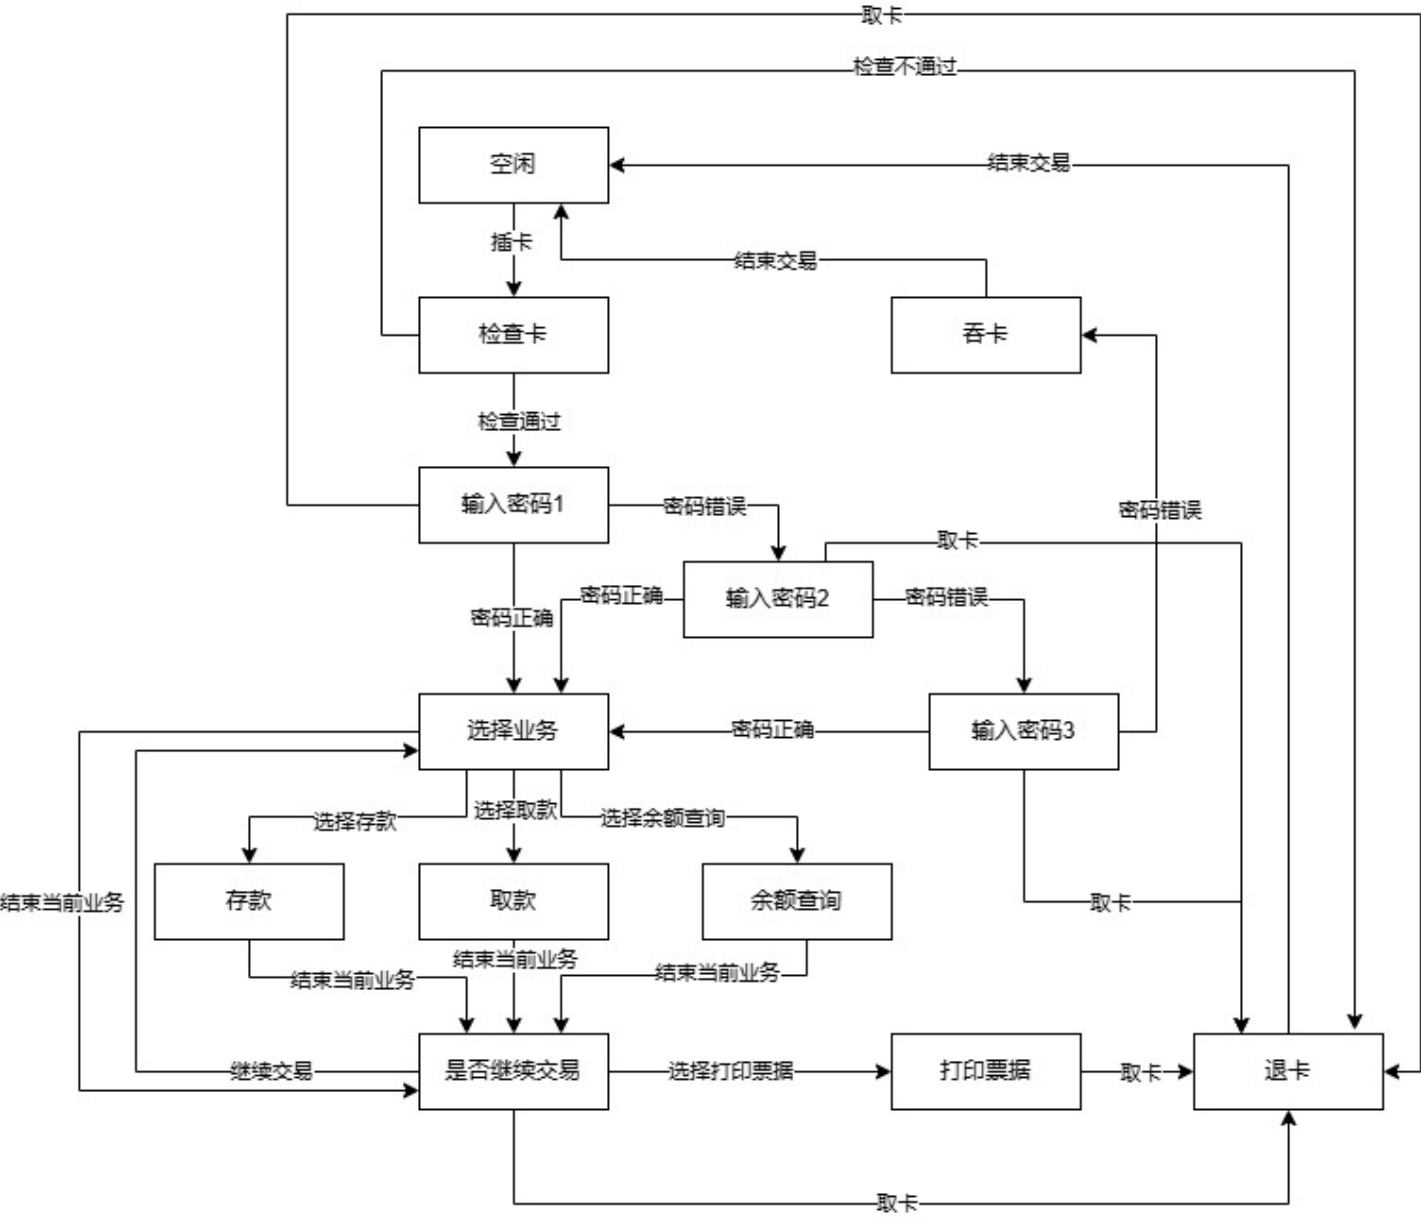 取卡
检查不通过
空闲
结束交易
插卡
结束交易
检查卡
吞卡
检查通过
输入密码1
密码错误
密码错误
取卡
密码正确
输入密码2
密码错误
密码正确
选择业务
密码正确
输入密码3
选择存款
选择取款
选择余额查询
存款
取款
余额查询
结束当前业务
取卡
结束当前业务
结束当前业务
结束当前业务
继续交易
是否继续交易
选择打印票据
打印票据
取卡
退卡
取卡